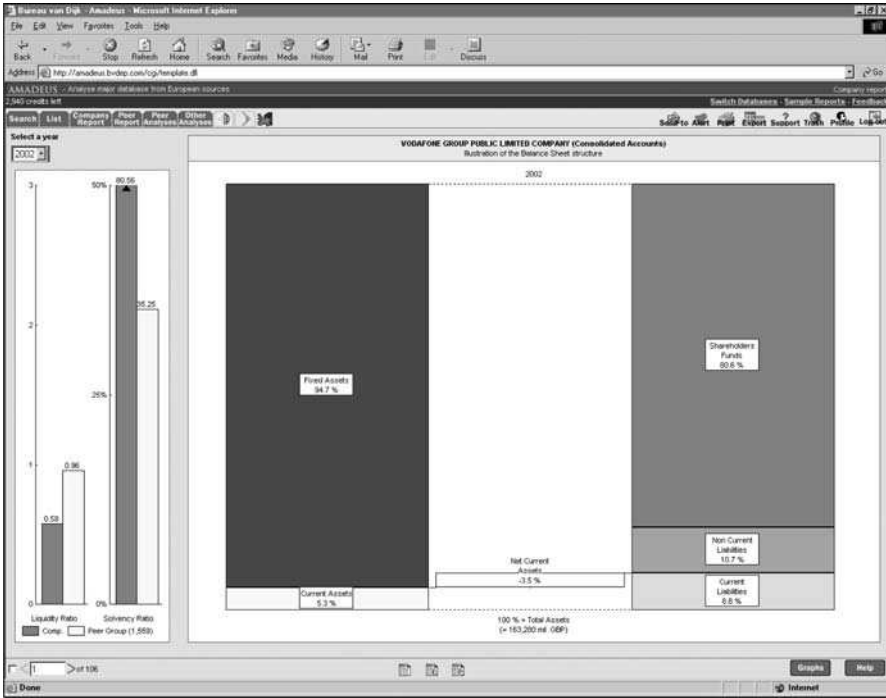 Bureau van Dijk - Amadeus - Microsoft Internet Explorer
File Edit View Favorites Tools Help
Back Forward Stop Refresh Home Search Favorites Media History Mail Print Edit Discuss
Address http://amadeus.bvdep.com/cgi/template.dll Go
AMADEUS - Analyse major database from European sources Company report
2,940 credits left Switch Databases - Sample Reports - Feedback
Search List Company Report Peer Report Peer Analyses Other Analyses
Alert Print Export Support Profile Log Out
Select a year
2002
VODAFONE GROUP PUBLIC LIMITED COMPANY (Consolidated Accounts)
Illustration of the Balance Sheet structure
2002
3
2
1
0
0.58
0.96
Liquidity Ratio
50%
25%
0%
80.56
35.25
Solvency Ratio
Comp. Peer Group (1,559)
Fixed Assets
94.7 %
Current Assets
5.3 %
Net Current
Assets
-3.5 %
Shareholders
Funds
80.6 %
Non Current
Liabilities
10.7 %
Current
Liabilities
8.8 %
100 % = Total Assets
(= 163,280 mil GBP)
1 of 106
Graphs Help
Done Internet